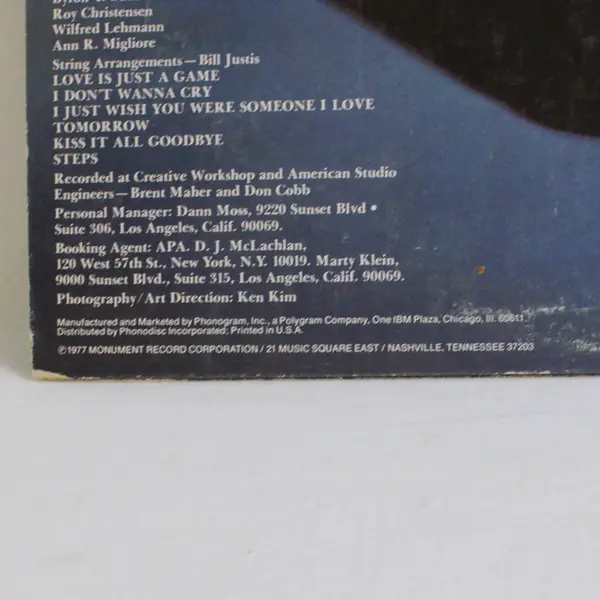 Roy Christensen
Wilfred Lehmann
Ann R. Migliore
String Arrangements—Bill Justis
LOVE IS JUST A GAME
I DON'T WANNA CRY
I JUST WISH YOU WERE SOMEONE I LOVE
TOMORROW
KISS IT ALL GOODBYE
STEPS
Recorded at Creative Workshop and American Studio
Engineers—Brent Maher and Don Cobb
Personal Manager: Dann Moss, 9220 Sunset Blvd •
Suite 306, Los Angeles, Calif. 90069.
Booking Agent: APA. D. J. McLachlan,
120 West 57th St., New York, N.Y. 10019. Marty Klein,
9000 Sunset Blvd., Suite 315, Los Angeles, Calif. 90069.
Photography/Art Direction: Ken Kim
Manufactured and Marketed by Phonogram, Inc., a Polygram Company, One IBM Plaza, Chicago, Ill. 60611.
Distributed by Phonodisc Incorporated; Printed in U.S.A.
℗1977 MONUMENT RECORD CORPORATION / 21 MUSIC SQUARE EAST / NASHVILLE, TENNESSEE 37203